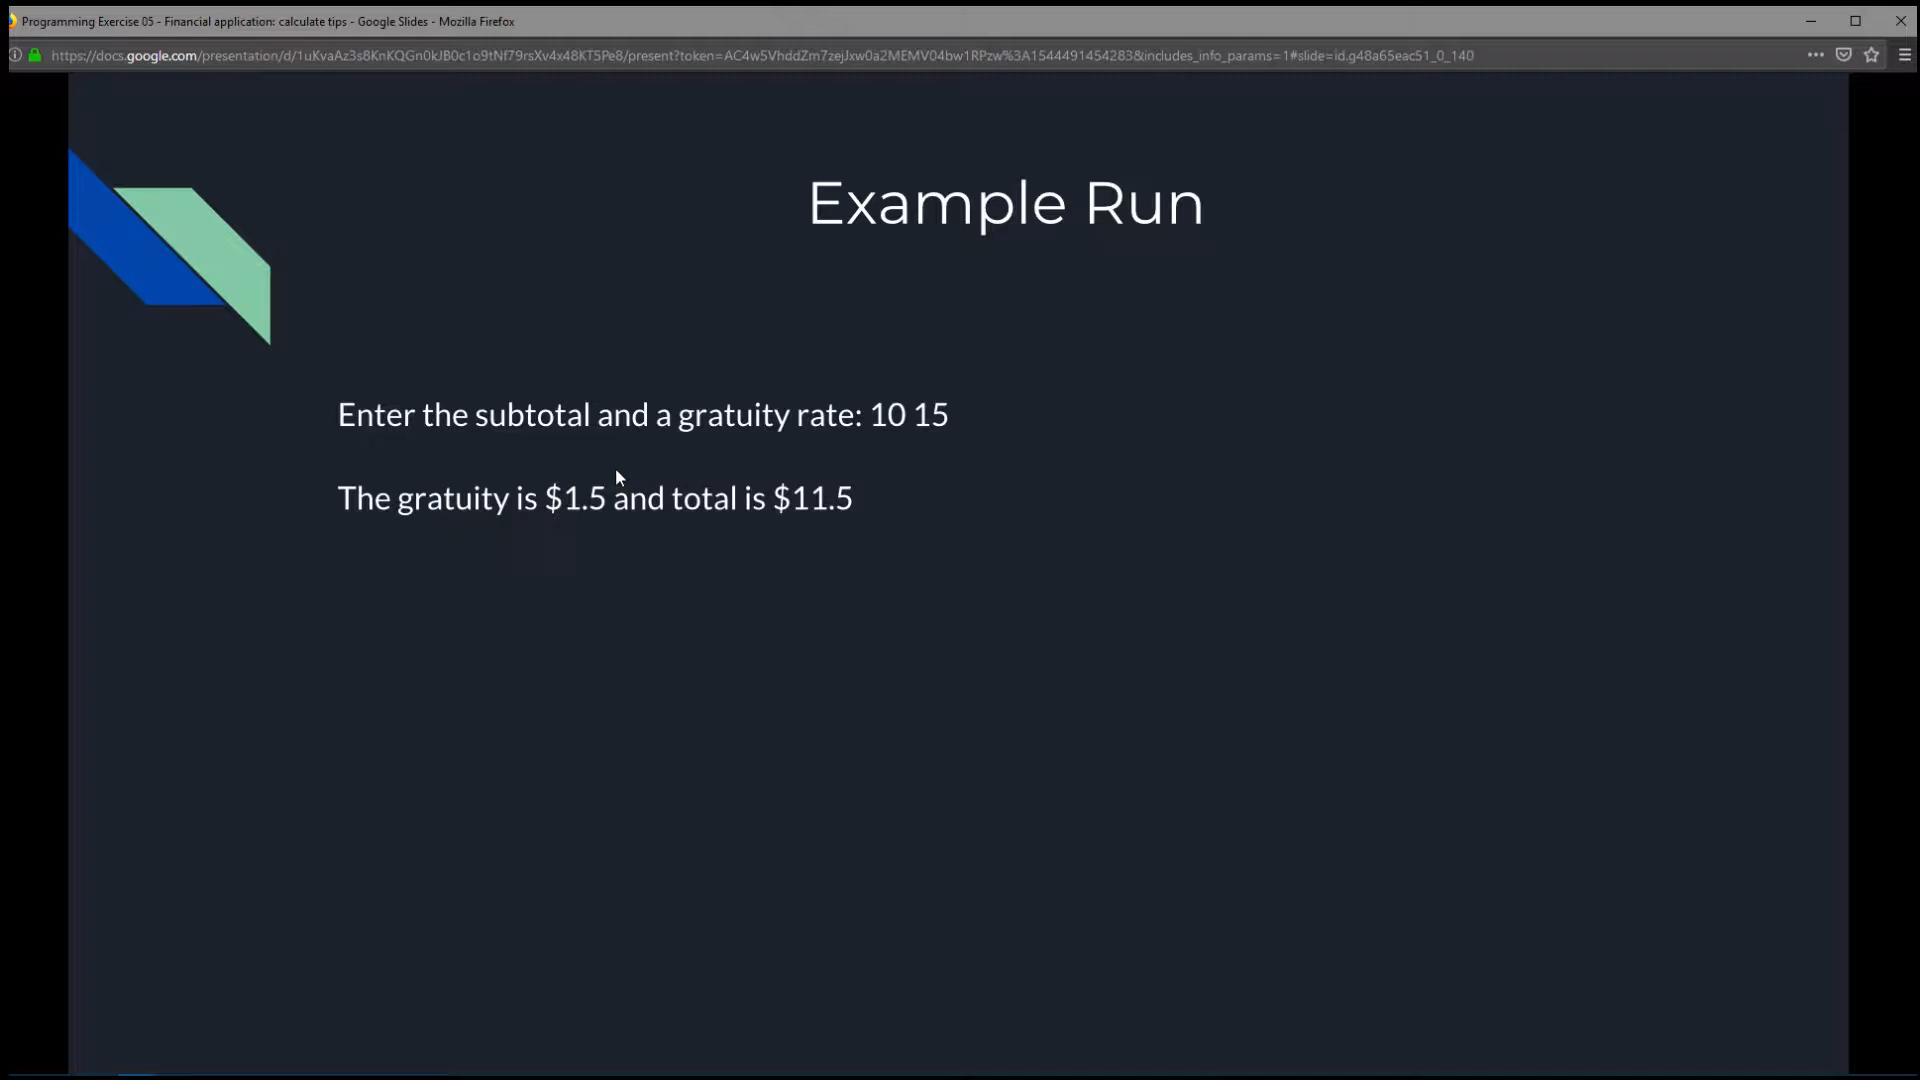 Programming Exercise 05 - Financial application: calculate tips - Google Slides - Mozilla Firefox
https://docs.google.com/presentation/d/1uKvaAz3s8KnKQGn0kJB0c1o9tNf79rsXv4x48KT5Pe8/present?token=AC4w5VhddZm7zejJxw0a2MEMV04bw1RPzw%3A1544491454283&includes_info_params=1#slide=id.g48a65eac51_0_140
Example Run
Enter the subtotal and a gratuity rate: 10 15
The gratuity is $1.5 and total is $11.5